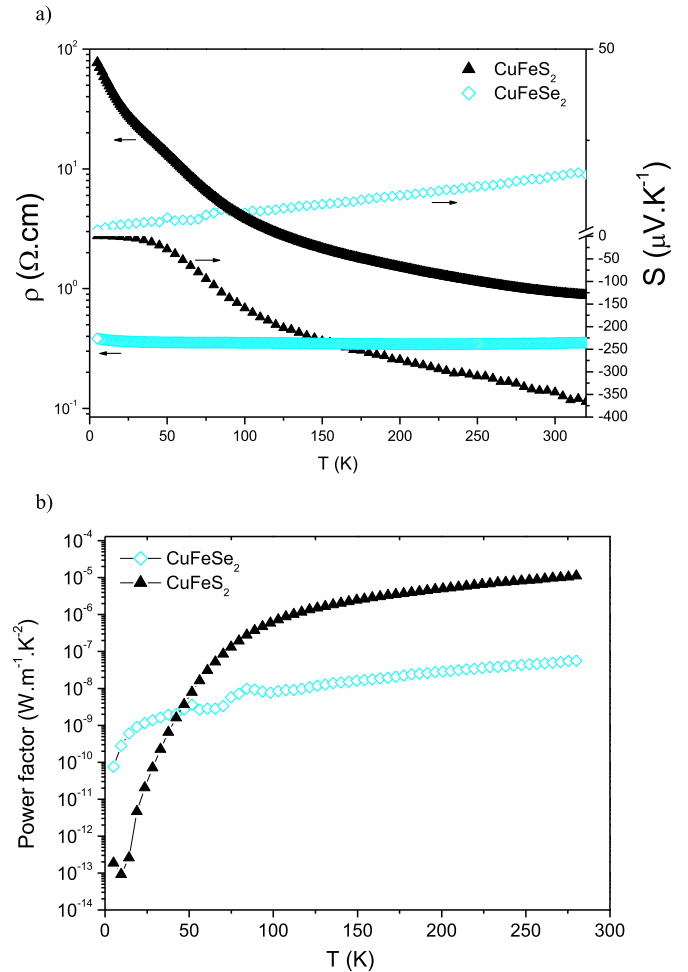 a)
10² 50
CuFeS₂
CuFeSe₂
10¹
ρ (Ω.cm)
S (μV.K⁻¹)
0
-50
10⁰ -100
-150
-200
-250
-300
-350
10⁻¹ -400
0 50 100 150 200 250 300
T (K)
b)
10⁻⁴
CuFeSe₂
10⁻⁵
CuFeS₂
10⁻⁶
10⁻⁷
10⁻⁸
10⁻⁹
10⁻¹⁰
10⁻¹¹
10⁻¹²
10⁻¹³
10⁻¹⁴
Power factor (W.m⁻¹.K⁻²)
0 50 100 150 200 250 300
T (K)